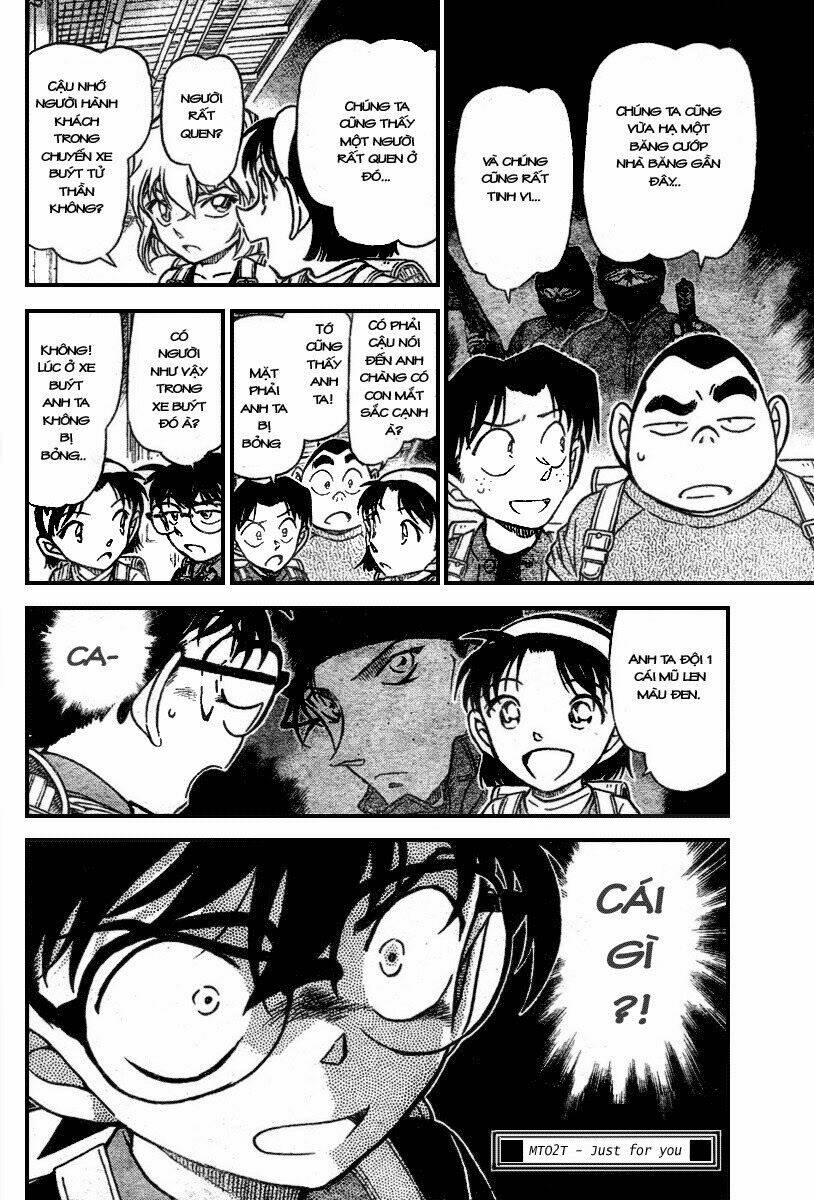 CHÚNG TA CŨNG
VỪA HẠ MỘT
BĂNG CƯỚP
NHÀ BĂNG GẦN
ĐÂY...
VÀ CHÚNG
CŨNG RẤT
TINH VI...
CHÚNG TA
CŨNG THẤY
MỘT NGƯỜI
RẤT QUEN Ở
ĐÓ...
NGƯỜI
RẤT
QUEN?
CẬU NHỚ
NGƯỜI HÀNH
KHÁCH
TRONG
CHUYẾN XE
BUÝT TỬ
THẦN
KHÔNG?
CÓ PHẢI
CẬU NÓI
ĐẾN ANH
CHÀNG CÓ
CON MẮT
SẮC CẠNH
À?
TỚ
CŨNG
THẤY
ANH
TA!
MẶT PHẢI
ANH TA BỊ
BỎNG
CÓ
NGƯỜI
NHƯ VẬY
TRONG
XE BUÝT
ĐÓ À?
KHÔNG!
LÚC Ở XE
BUÝT
ANH TA
KHÔNG
BỊ
BỎNG..
ANH TA ĐỘI 1
CÁI MŨ LEN
MÀU ĐEN.
CA-
CÁI
GÌ
?!
MTO2T - Just for you